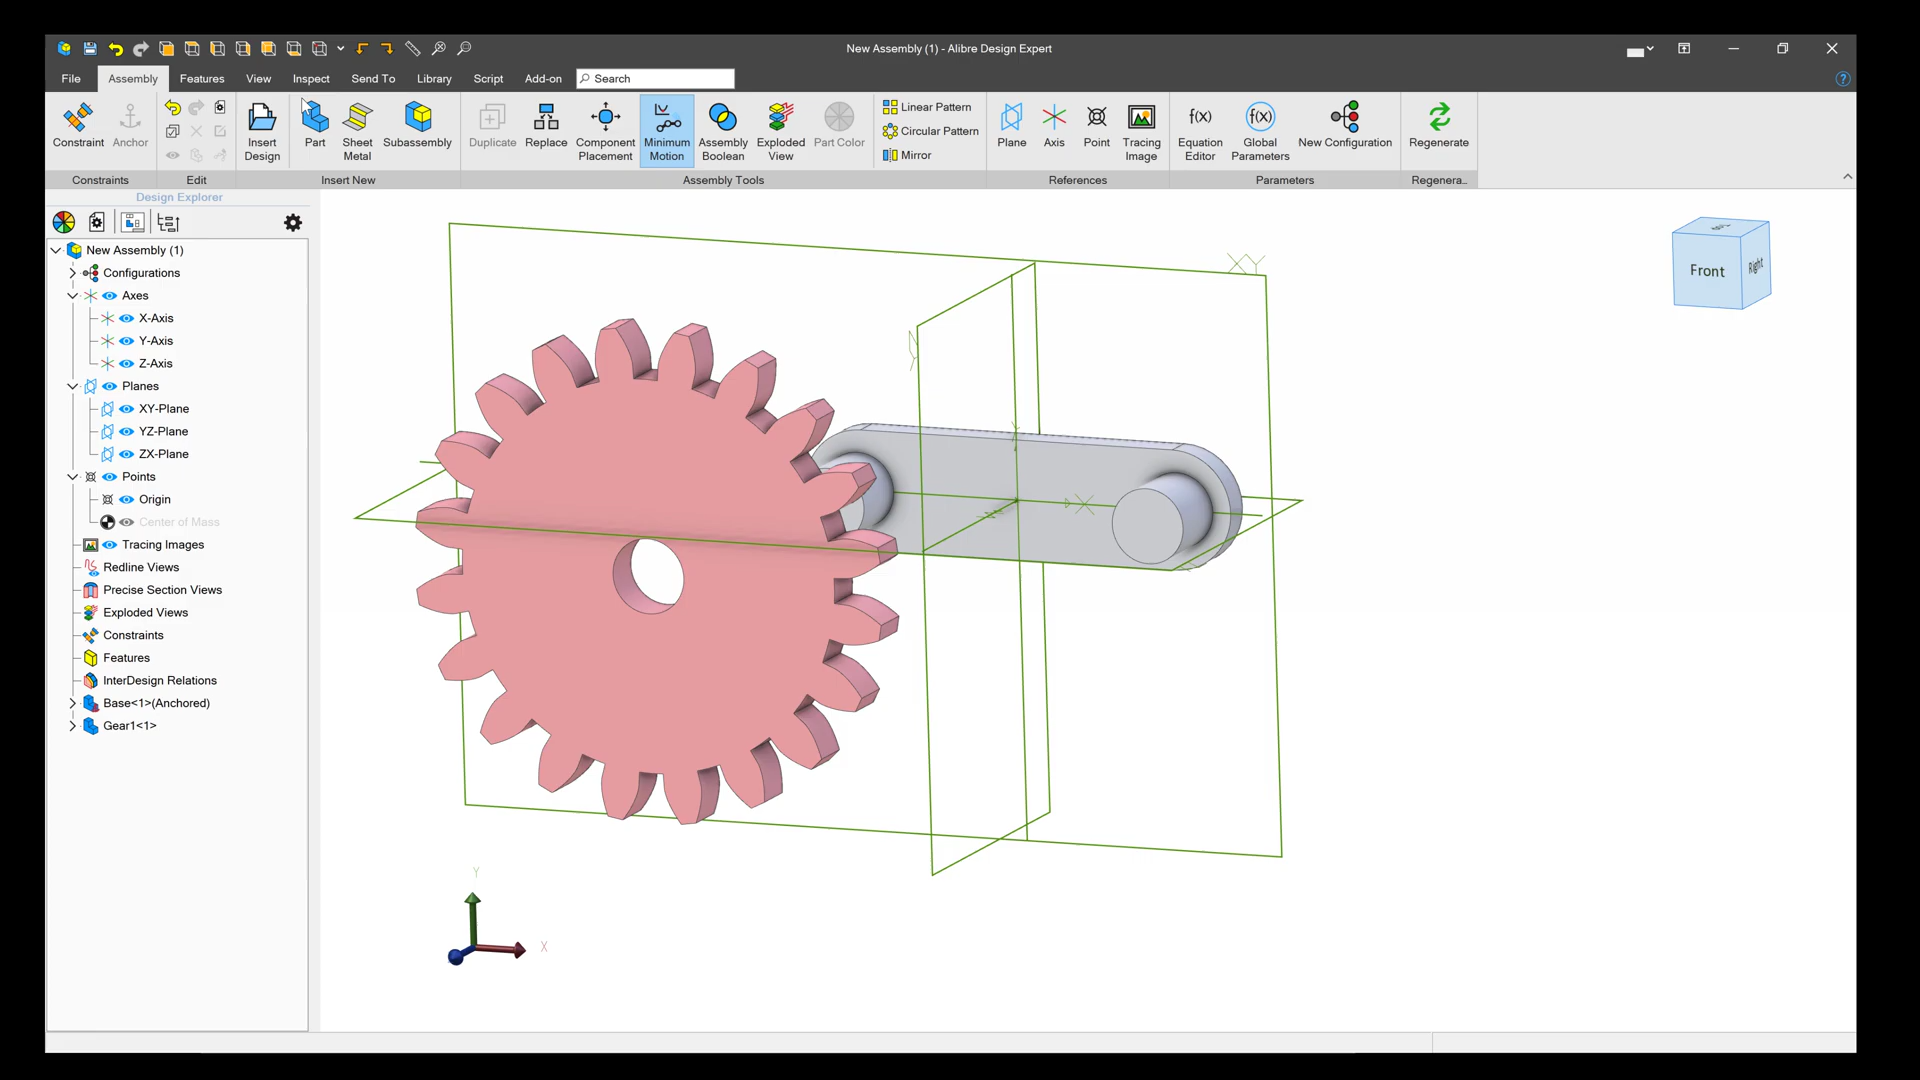 New Assembly (1) - Alibre Design Expert
File Assembly Features View Inspect Send To Library Script Add-on Search
Constraint Anchor
Insert Design Part Sheet Metal Subassembly
Duplicate Replace Component Placement Minimum Motion Assembly Boolean Exploded View Part Color
Linear Pattern
Circular Pattern
Mirror
Plane Axis Point Tracing Image
f(x) Equation Editor f(x) Global Parameters New Configuration Regenerate
Constraints Edit Insert New Assembly Tools References Parameters Regenera...
Design Explorer
New Assembly (1)
Configurations
Axes
X-Axis
Y-Axis
Z-Axis
Planes
XY-Plane
YZ-Plane
ZX-Plane
Points
Origin
Center of Mass
Tracing Images
Redline Views
Precise Section Views
Exploded Views
Constraints
Features
InterDesign Relations
Base<1>(Anchored)
Gear1<1>
XY
X
Front
Right
Y
X